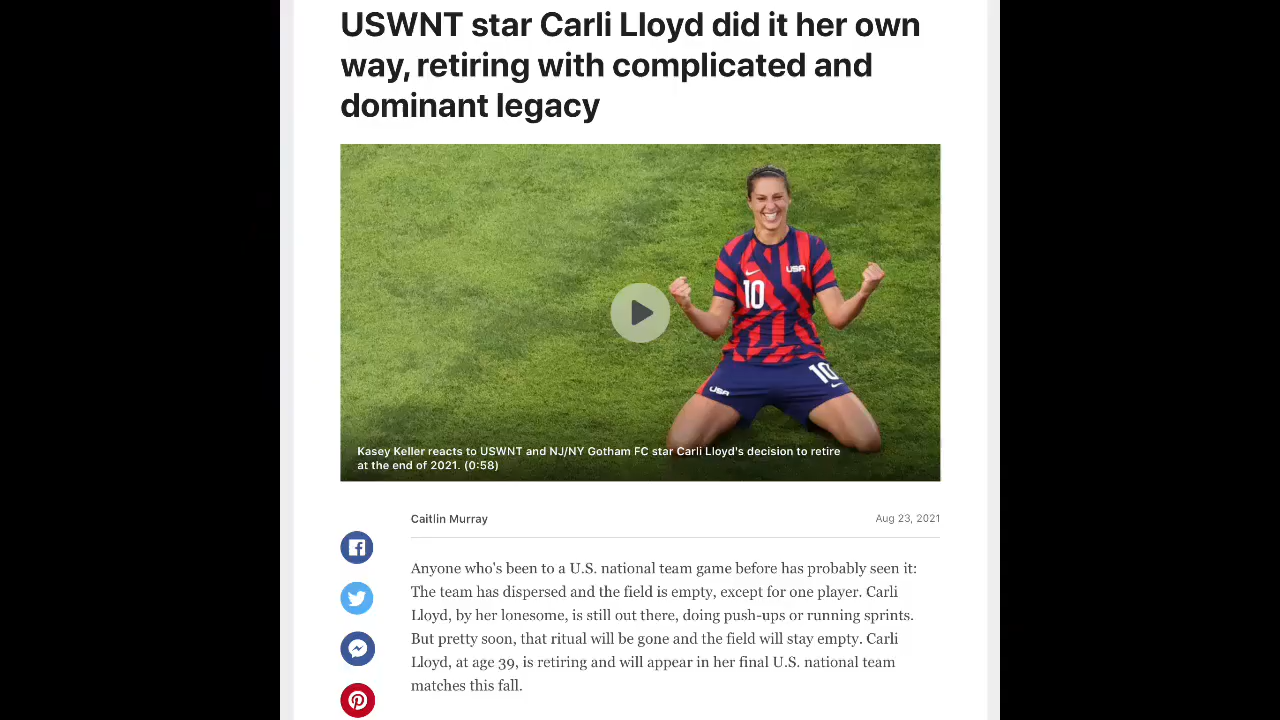 USWNT star Carli Lloyd did it her own
way, retiring with complicated and
dominant legacy
USA
10
10
USA
Kasey Keller reacts to USWNT and NJ/NY Gotham FC star Carli Lloyd's decision to retire
at the end of 2021. (0:58)
Caitlin Murray
Aug 23, 2021
Anyone who's been to a U.S. national team game before has probably seen it:
The team has dispersed and the field is empty, except for one player. Carli
Lloyd, by her lonesome, is still out there, doing push-ups or running sprints.
But pretty soon, that ritual will be gone and the field will stay empty. Carli
Lloyd, at age 39, is retiring and will appear in her final U.S. national team
matches this fall.